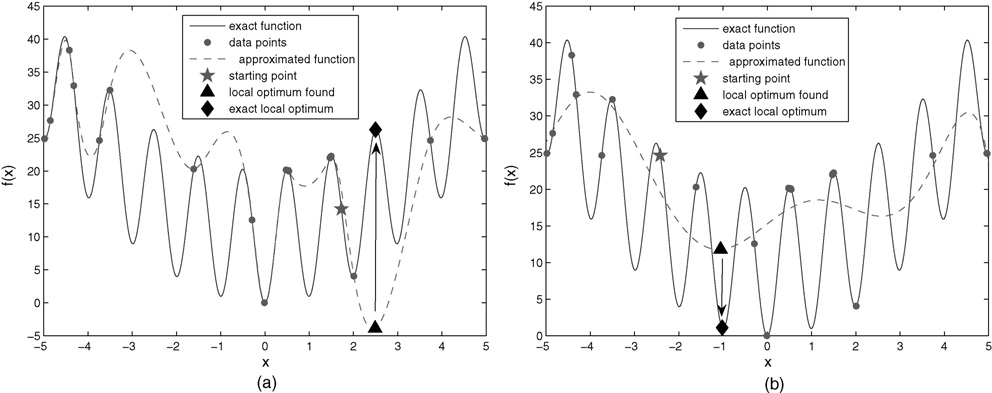 exact function
data points
approximated function
starting point
local optimum found
exact local optimum
45
40
35
30
25
20
15
10
5
0
−5
f(x)
−5 −4 −3 −2 −1 0 1 2 3 4 5
x
(a)
exact function
data points
approximated function
starting point
local optimum found
exact local optimum
45
40
35
30
25
20
15
10
5
0
f(x)
−5 −4 −3 −2 −1 0 1 2 3 4 5
x
(b)